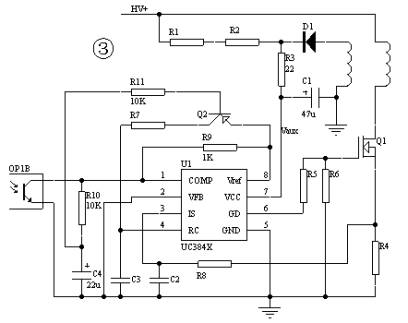 HV+
R1
R2
D1
③
R3
22
C1
+
47u
R11
10K
Q2
R7
Vaux
R9
1K
Q1
OP1B
U1
1
COMP
Vref
8
R10
10K
2
VFB
VCC
7
R5
R6
3
IS
GD
6
4
RC
GND
5
UC384X
R8
R4
+
C4
22u
C3
C2